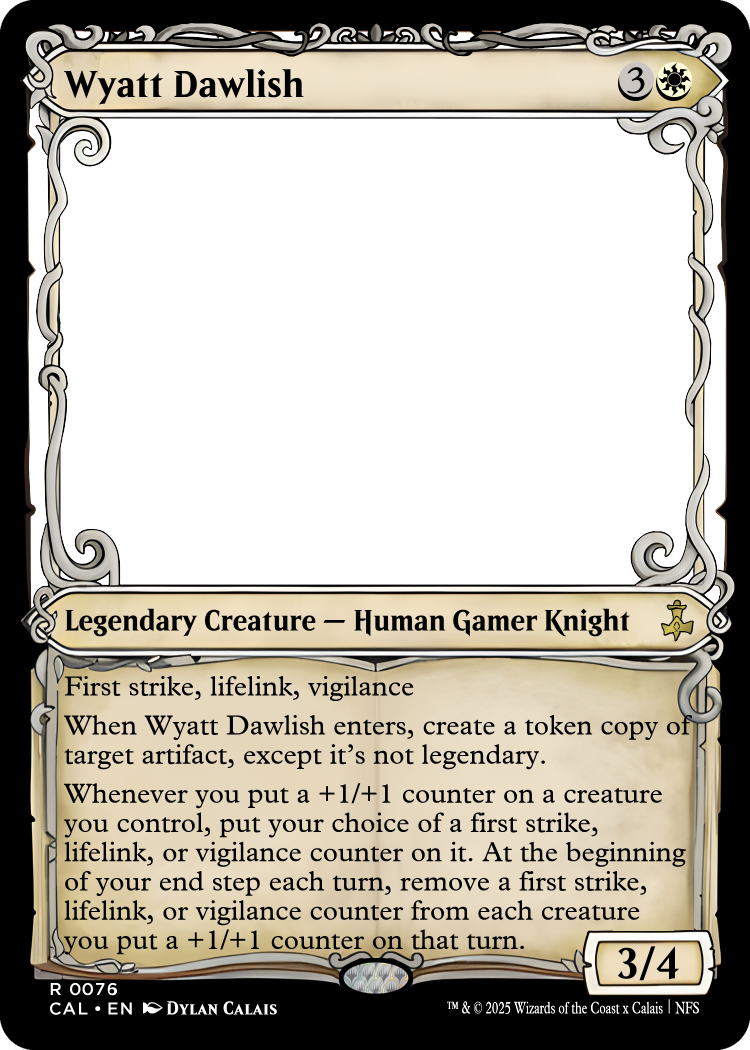 Wyatt Dawlish 3
Legendary Creature — Human Gamer Knight
First strike, lifelink, vigilance
When Wyatt Dawlish enters, create a token copy of
target artifact, except it's not legendary.
Whenever you put a +1/+1 counter on a creature
you control, put your choice of a first strike,
lifelink, or vigilance counter on it. At the beginning
of your end step each turn, remove a first strike,
lifelink, or vigilance counter from each creature
you put a +1/+1 counter on that turn.
3/4
R 0076
CAL • EN Dylan Calais ™ & © 2025 Wizards of the Coast x Calais | NFS